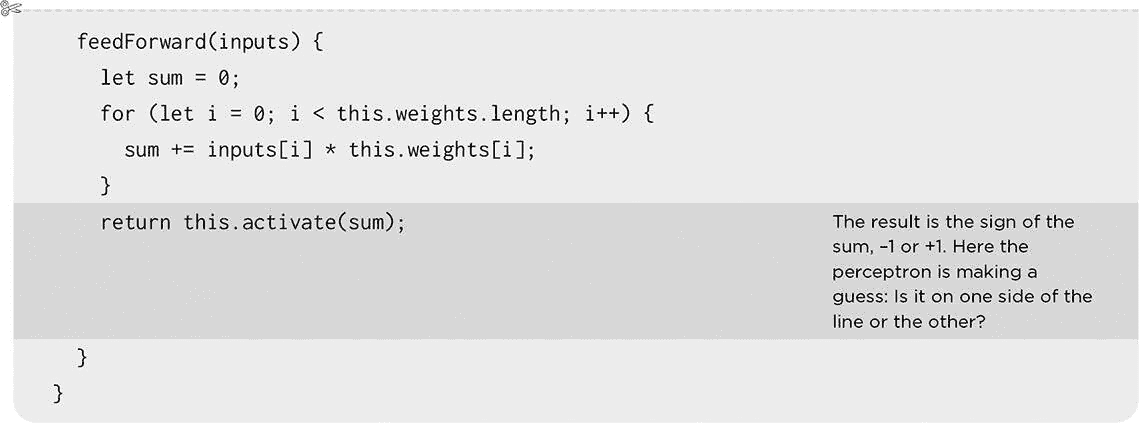 feedForward(inputs) {
let sum = 0;
for (let i = 0; i < this.weights.length; i++) {
sum += inputs[i] * this.weights[i];
}
return this.activate(sum);
The result is the sign of the
sum, –1 or +1. Here the
perceptron is making a
guess: Is it on one side of the
line or the other?
}
}